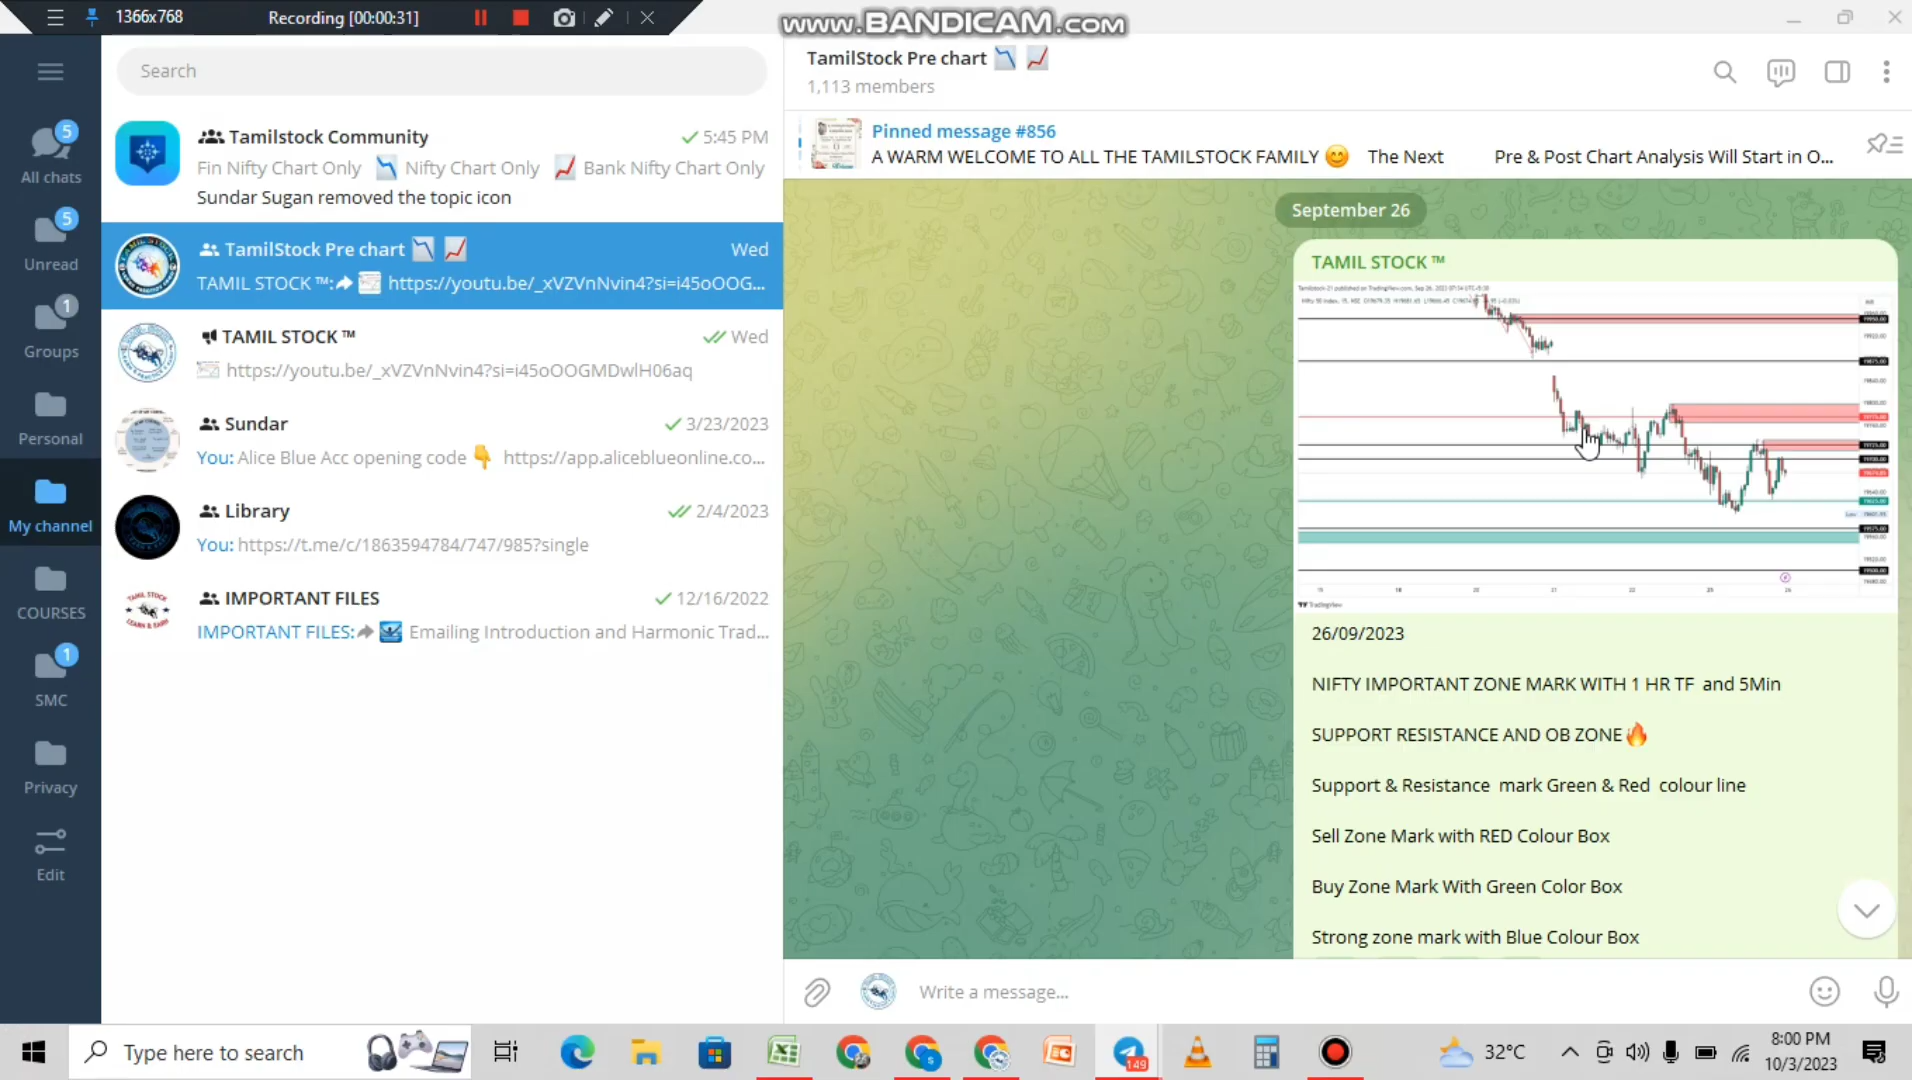 1366x768
Recording [00:00:31]
www.BANDICAM.com
Search
TamilStock Pre chart
1,113 members
Pinned message #856
A WARM WELCOME TO ALL THE TAMILSTOCK FAMILY 😊 The Next Pre & Post Chart Analysis Will Start in O...
5
All chats
5
Unread
1
Groups
Personal
My channel
COURSES
1
SMC
Privacy
Edit
Tamilstock Community
5:45 PM
Fin Nifty Chart Only 📉 Nifty Chart Only 📈 Bank Nifty Chart Only
Sundar Sugan removed the topic icon
TamilStock Pre chart
Wed
TAMIL STOCK ™: https://youtu.be/_xVZVnNvin4?si=i45oOOG...
TAMIL STOCK ™
Wed
https://youtu.be/_xVZVnNvin4?si=i45oOOGMDwlH06aq
Sundar
3/23/2023
You: Alice Blue Acc opening code 👇 https://app.aliceblueonline.co...
Library
2/4/2023
You: https://t.me/c/1863594784/747/985?single
IMPORTANT FILES
12/16/2022
IMPORTANT FILES: Emailing Introduction and Harmonic Trad...
September 26
TAMIL STOCK ™
TradingView
26/09/2023
NIFTY IMPORTANT ZONE MARK WITH 1 HR TF and 5Min
SUPPORT RESISTANCE AND OB ZONE🔥
Support & Resistance mark Green & Red colour line
Sell Zone Mark with RED Colour Box
Buy Zone Mark With Green Color Box
Strong zone mark with Blue Colour Box
Write a message...
Type here to search
149
32°C
8:00 PM
10/3/2023